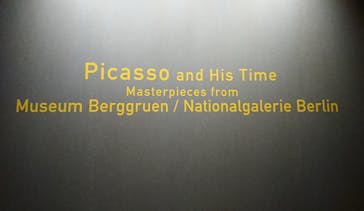 Picasso and His Time
Masterpieces from
Museum Berggruen / Nationalgalerie Berlin